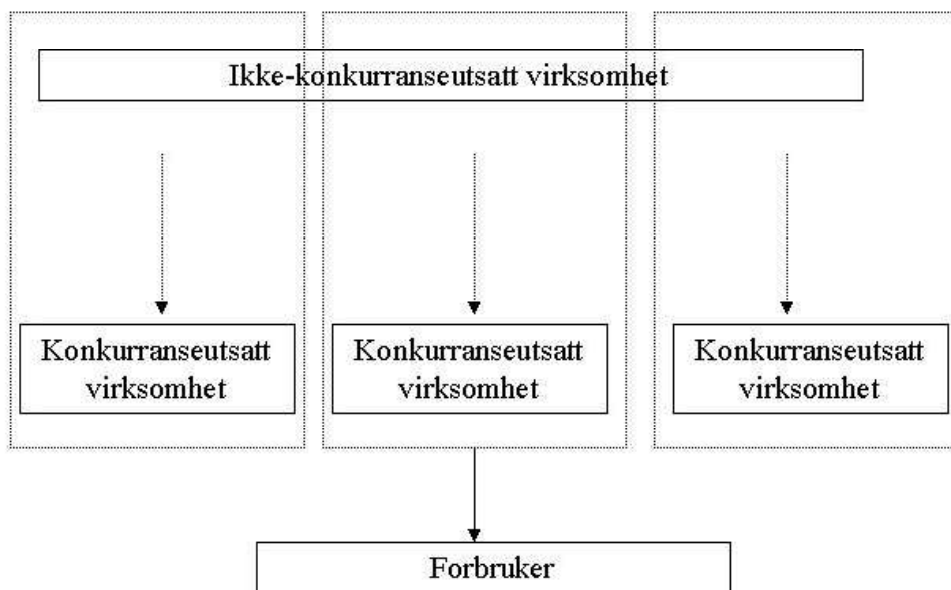 Ikke-konkurranseutsatt virksomhet
Konkurranseutsatt
virksomhet
Konkurranseutsatt
virksomhet
Konkurranseutsatt
virksomhet
Forbruker